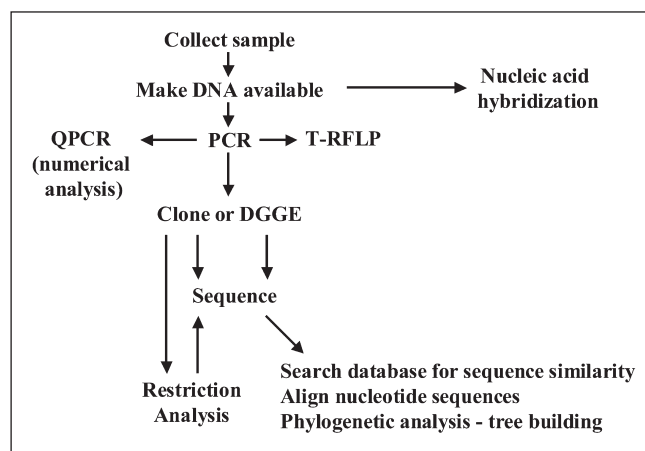 Collect sample
Make DNA available
Nucleic acid
hybridization
QPCR
(numerical
analysis)
PCR
T-RFLP
Clone or DGGE
Sequence
Restriction
Analysis
Search database for sequence similarity
Align nucleotide sequences
Phylogenetic analysis - tree building